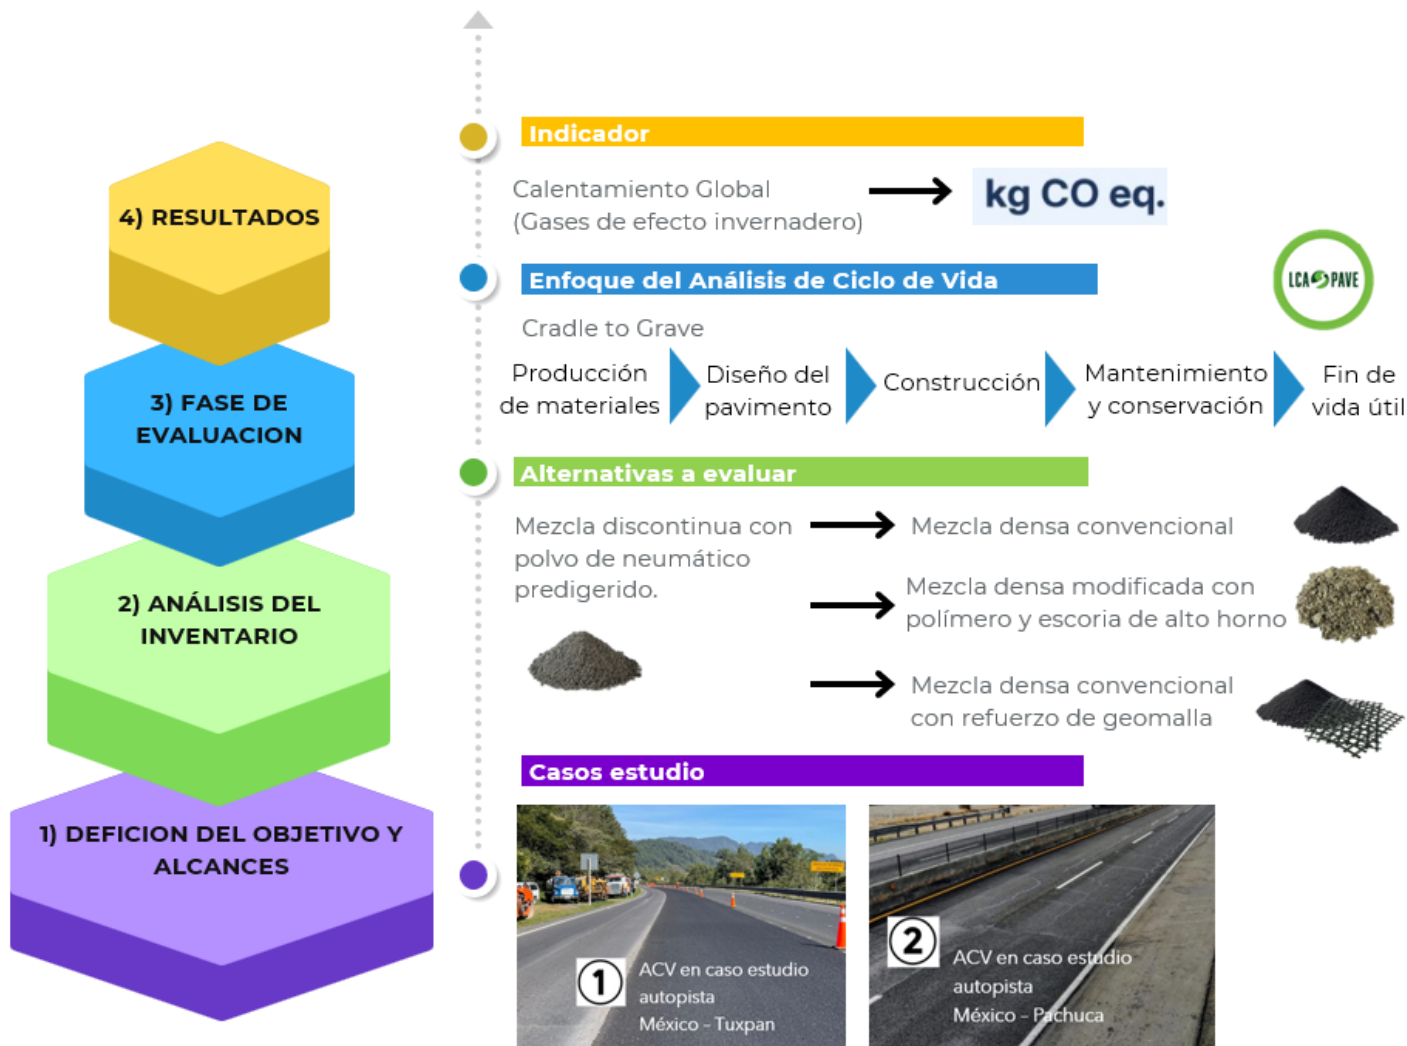 4) RESULTADOS
3) FASE DE
EVALUACION
2) ANÁLISIS DEL
INVENTARIO
1) DEFICION DEL OBJETIVO Y
ALCANCES
Indicador
Calentamiento Global
(Gases de efecto invernadero)
kg CO eq.
Enfoque del Análisis de Ciclo de Vida
LCA PAVE
Cradle to Grave
Producción
de materiales
Diseño del
pavimento
Construcción
Mantenimiento
y conservación
Fin de
vida útil
Alternativas a evaluar
Mezcla discontinua con
polvo de neumático
predigerido.
Mezcla densa convencional
Mezcla densa modificada con
polímero y escoria de alto horno
Mezcla densa convencional
con refuerzo de geomalla
Casos estudio
1
ACV en caso estudio
autopista
México - Tuxpan
2
ACV en caso estudio
autopista
México - Pachuca